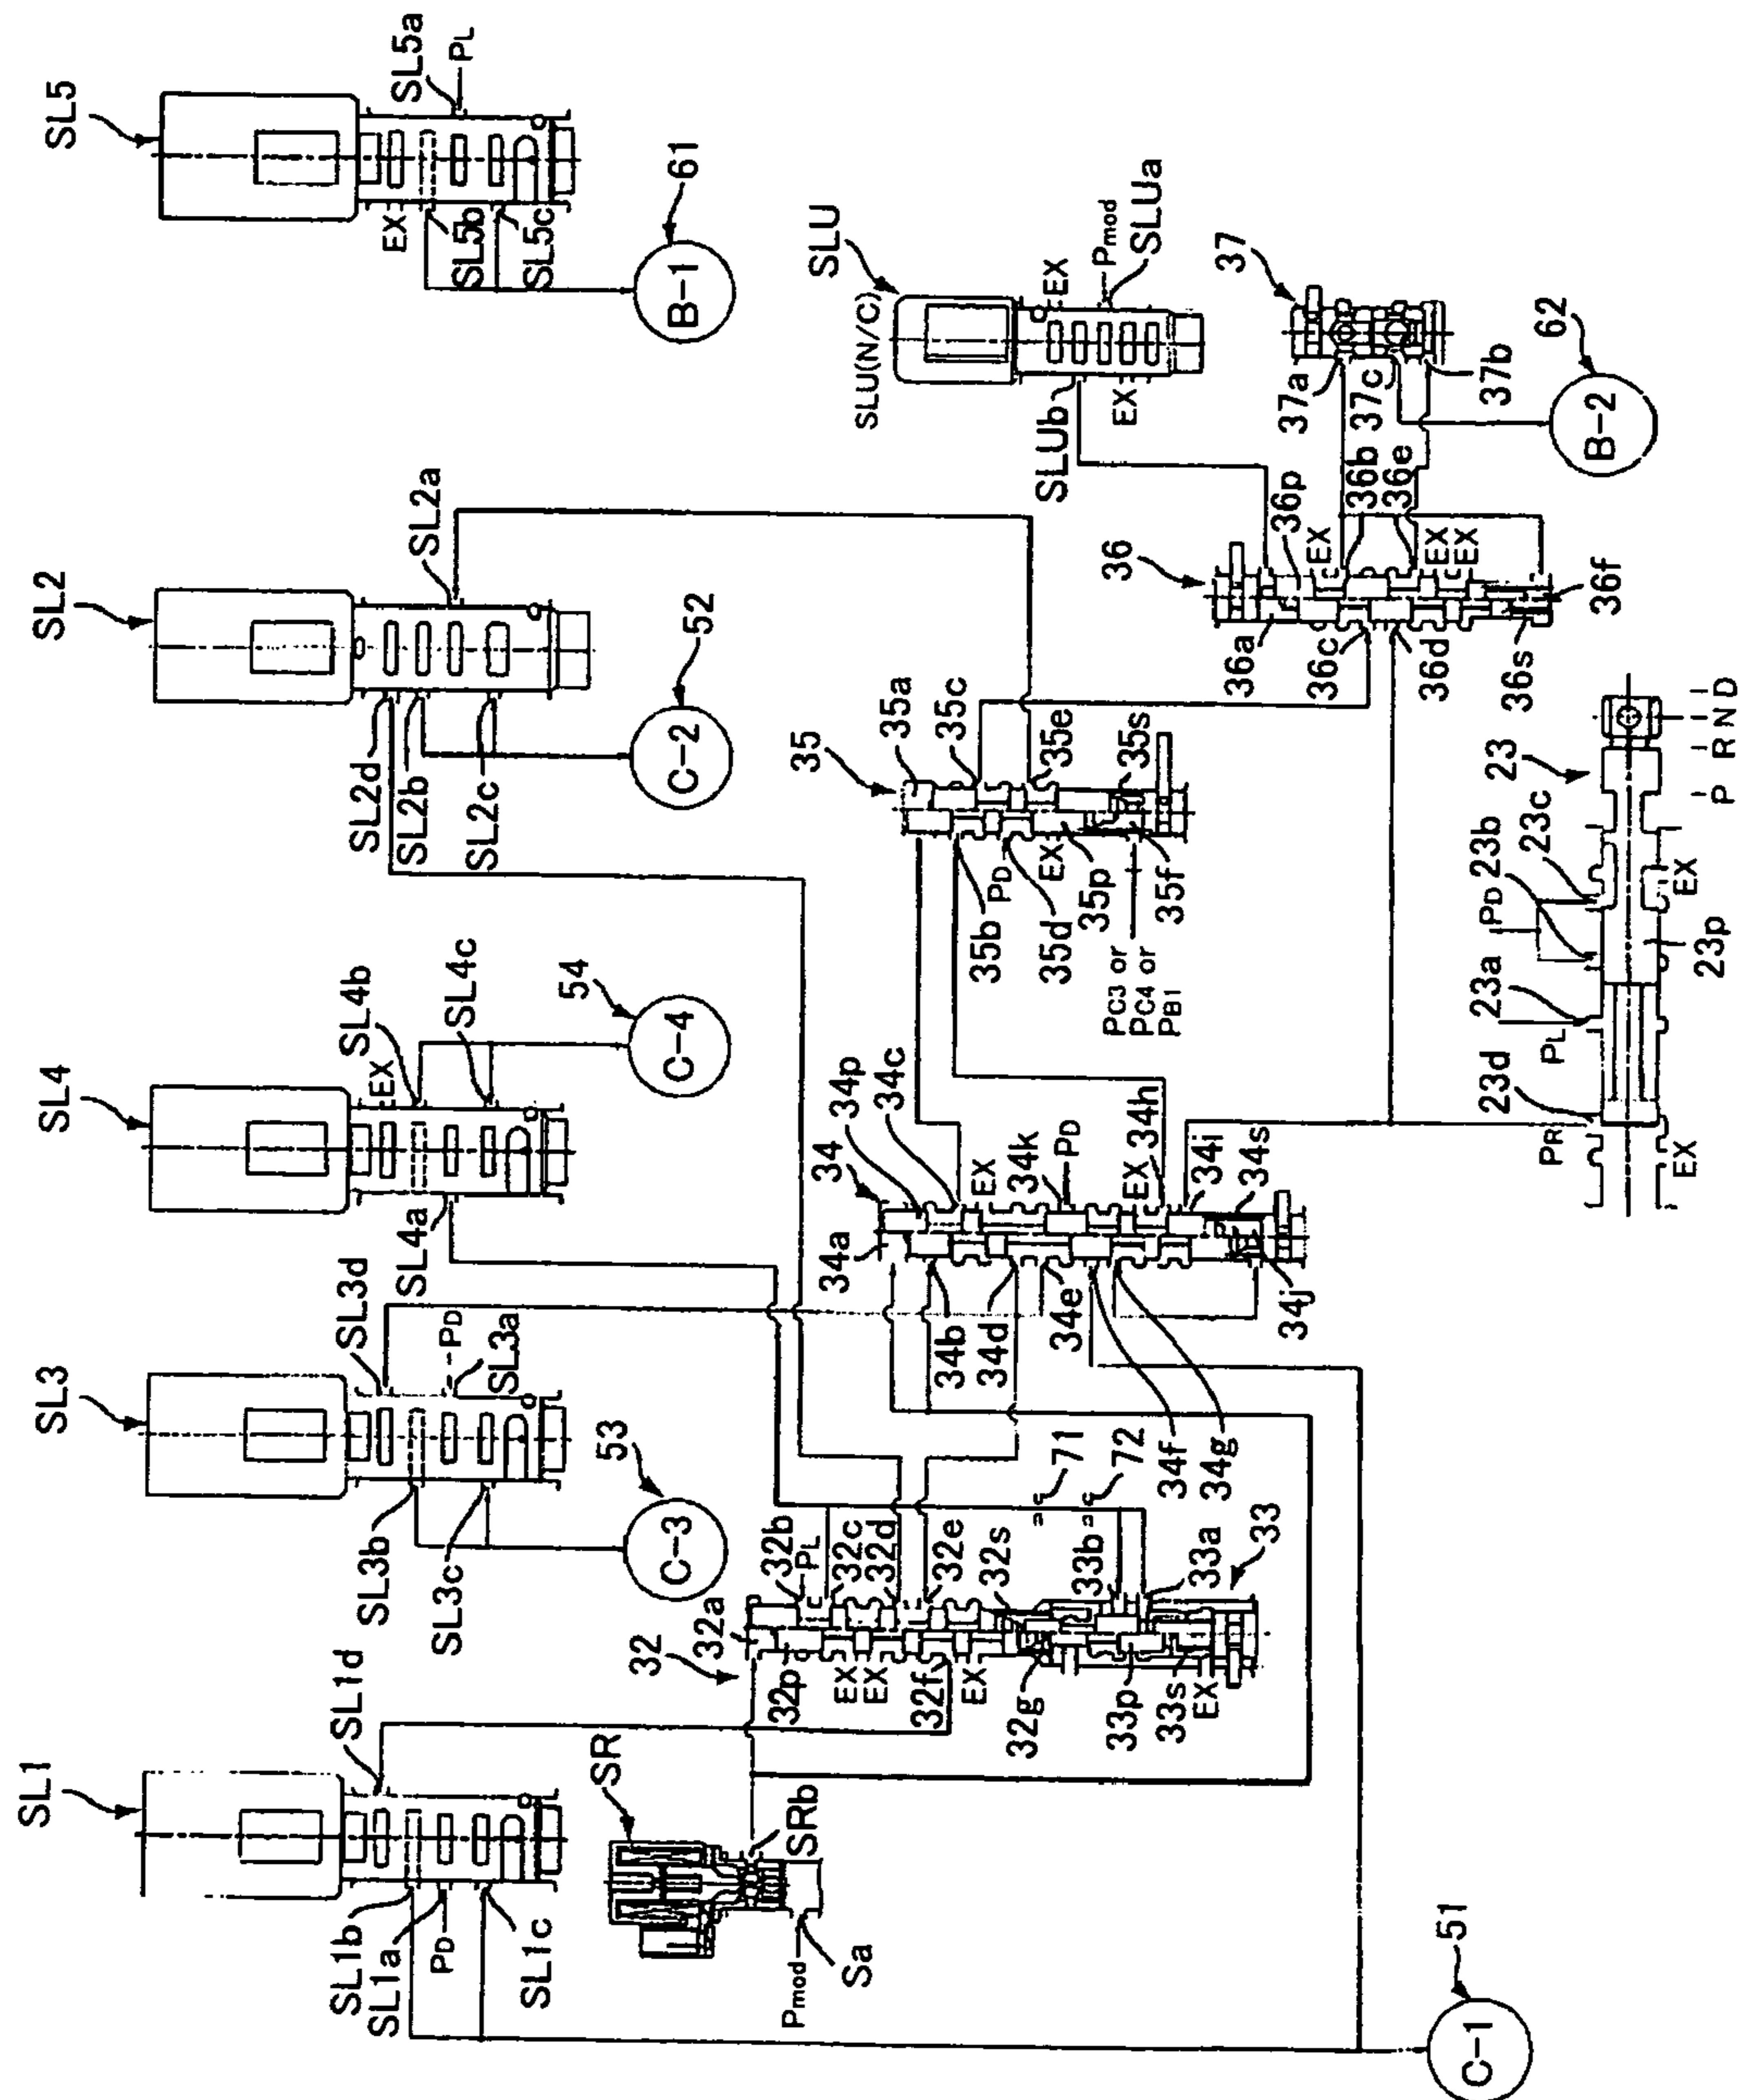 SL1
SL1d
SL1b
SL1a
PD
SL1c
SL3
SL3d
PD
SL3a
SL3b
SL3c
53
C-3
SL4
SL4b
EX
SL4c
SL4a
54
C-4
SL2
SL2a
SL2d
SL2b
SL2c
52
C-2
SL5
SL5a
PL
EX
SL5b
SL5c
61
B-1
SR
SRb
Pmod
Sa
32
32a
32b
PL
32c
32d
32e
32p
EX
EX
32f
EX
32s
32g
33b
33a
33
33p
33s
EX
71
72
34
34a
34p
34c
EX
34k
PD
34b
34d
34e
34f
34g
EX
34h
34i
34s
34j
35
35a
35c
35b
PD
35d
EX
35e
35p
35s
35f
PC3 or
PC4 or
PB1
SLU
SLU(N/C)
EX
Pmod
SLUa
SLUb
EX
36
36p
EX
36b
36e
EX
EX
36a
36c
36d
36s
36f
37
37a
37c
37b
62
B-2
23
23d
PR
EX
PL
23a
23b
PD
23c
23p
EX
P R N D
51
C-1